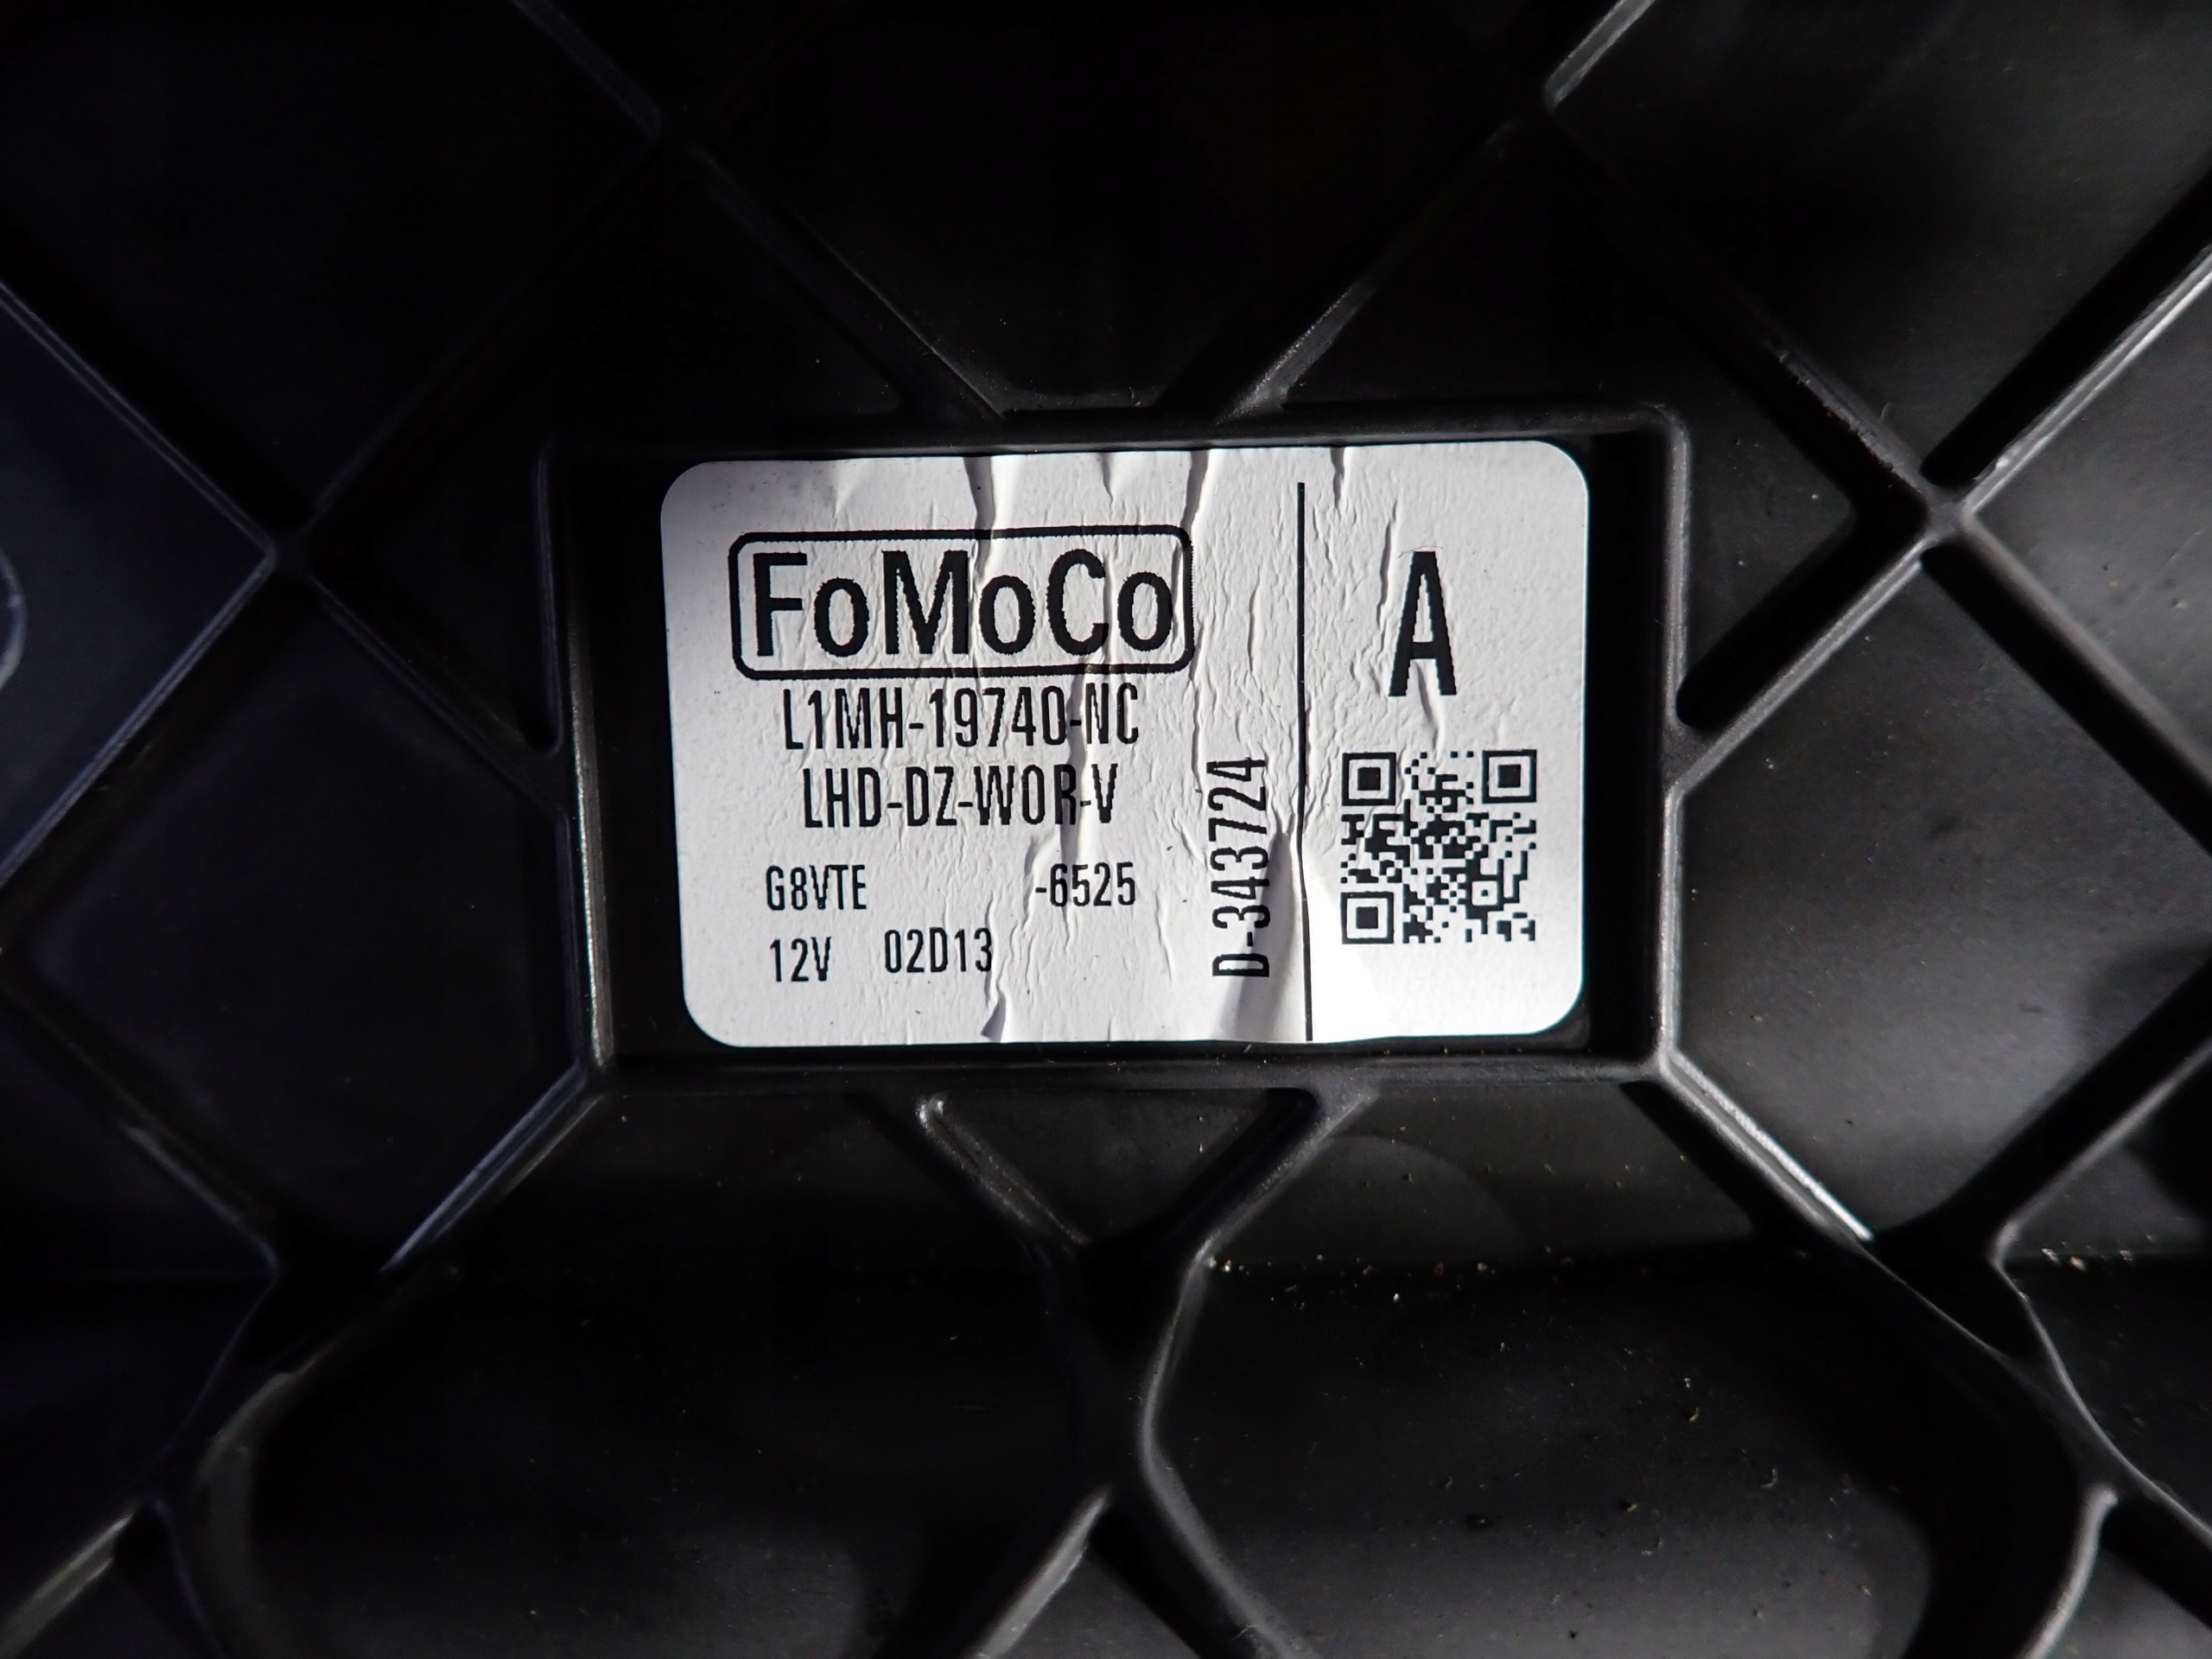 FoMoCo
L1MH-19740-NC
LHD-DZ-WOR-V
G8VTE -6525
12V 02D13
D-343724
A